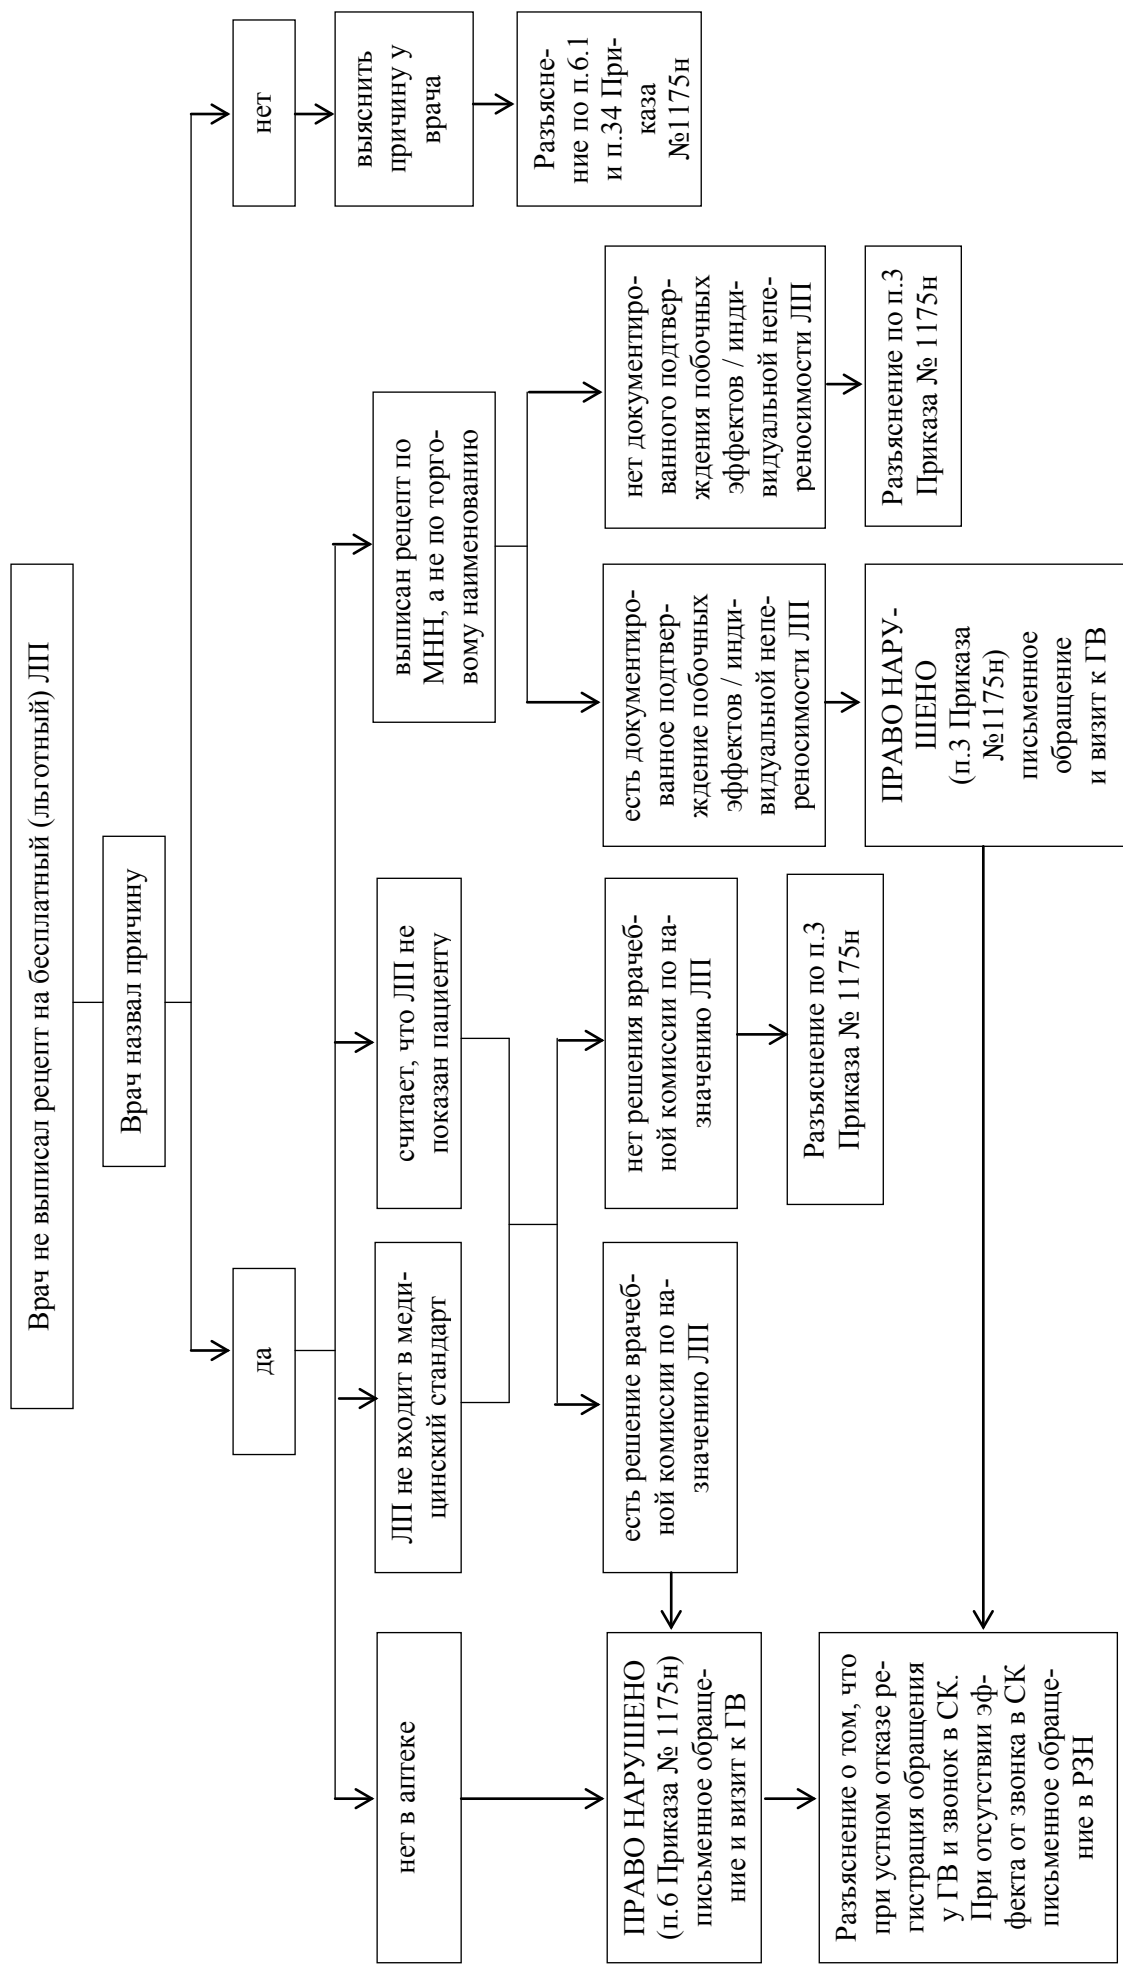 Врач не выписал рецепт на бесплатный (льготный) ЛП
Врач назвал причину
да
нет
нет в аптеке
ЛП не входит в меди-
цинский стандарт
считает, что ЛП не
показан пациенту
выписан рецепт по
МНН, а не по торго-
вому наименованию
выяснить
причину у
врача
Разъясне-
ние по п.6.1
и п.34 При-
каза
№1175н
ПРАВО НАРУШЕНО
(п.6 Приказа № 1175н)
письменное обраще-
ние и визит к ГВ
есть решение врачеб-
ной комиссии по на-
значению ЛП
нет решения врачеб-
ной комиссии по на-
значению ЛП
есть документиро-
ванное подтвер-
ждение побочных
эффектов / инди-
видуальной непе-
реносимости ЛП
нет документиро-
ванного подтвер-
ждения побочных
эффектов / инди-
видуальной непе-
реносимости ЛП
Разъяснение о том, что
при устном отказе ре-
гистрация обращения
у ГВ и звонок в СК.
При отсутствии эф-
фекта от звонка в СК
письменное обраще-
ние в РЗН
Разъяснение по п.3
Приказа № 1175н
ПРАВО НАРУ-
ШЕНО
(п.3 Приказа
№1175н)
письменное
обращение
и визит к ГВ
Разъяснение по п.3
Приказа № 1175н